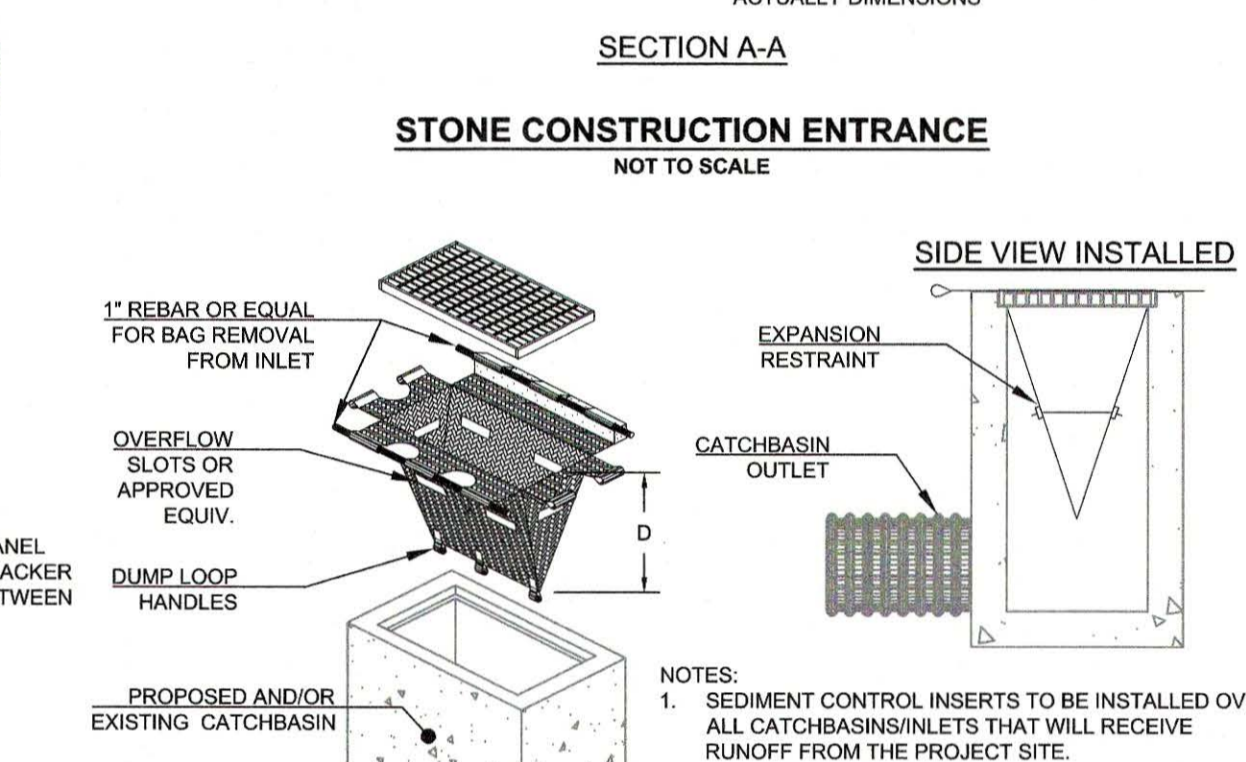 ACTUALLY DIMENSIONS
SECTION A-A
STONE CONSTRUCTION ENTRANCE
NOT TO SCALE
SIDE VIEW INSTALLED
1" REBAR OR EQUAL
FOR BAG REMOVAL
FROM INLET
EXPANSION
RESTRAINT
OVERFLOW
SLOTS OR
APPROVED
EQUIV.
CATCHBASIN
OUTLET
D
ANEL
ACKER
TWEEN
DUMP LOOP
HANDLES
PROPOSED AND/OR
EXISTING CATCHBASIN
NOTES:
1. SEDIMENT CONTROL INSERTS TO BE INSTALLED OV
ALL CATCHBASINS/INLETS THAT WILL RECEIVE
RUNOFF FROM THE PROJECT SITE.